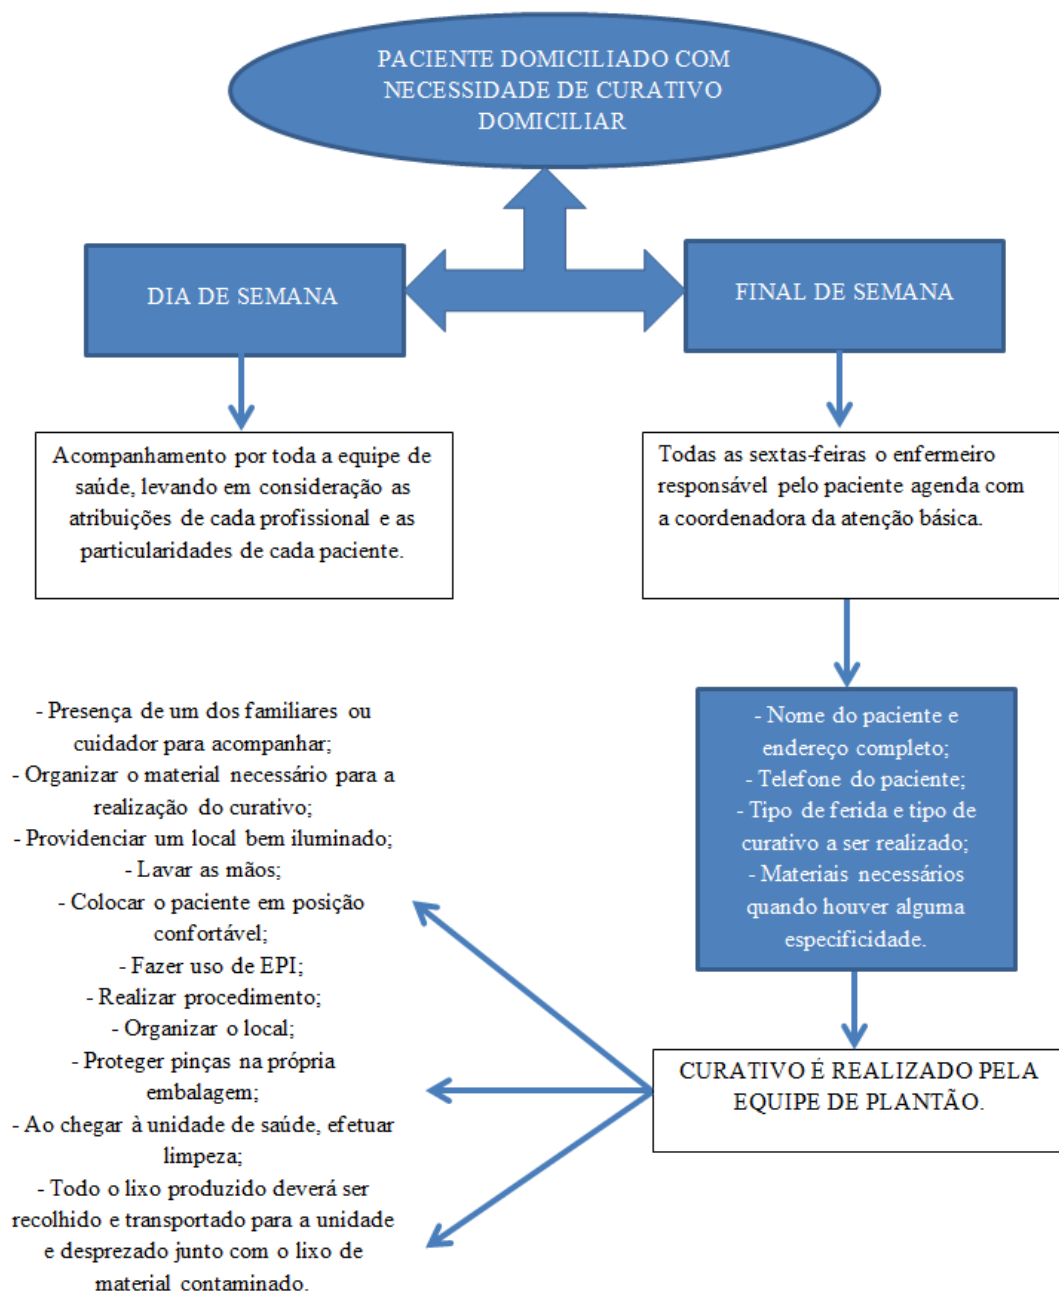 PACIENTE DOMICILIADO COM
NECESSIDADE DE CURATIVO
DOMICILIAR
DIA DE SEMANA
FINAL DE SEMANA
Acompanhamento por toda a equipe de
saúde, levando em consideração as
atribuições de cada profissional e as
particularidades de cada paciente.
Todas as sextas-feiras o enfermeiro
responsável pelo paciente agenda com
a coordenadora da atenção básica.
- Nome do paciente e
endereço completo;
- Telefone do paciente;
- Tipo de ferida e tipo de
curativo a ser realizado;
- Materiais necessários
quando houver alguma
especificidade.
CURATIVO É REALIZADO PELA
EQUIPE DE PLANTÃO.
- Presença de um dos familiares ou
cuidador para acompanhar;
- Organizar o material necessário para a
realização do curativo;
- Providenciar um local bem iluminado;
- Lavar as mãos;
- Colocar o paciente em posição
confortável;
- Fazer uso de EPI;
- Realizar procedimento;
- Organizar o local;
- Proteger pinças na própria
embalagem;
- Ao chegar à unidade de saúde, efetuar
limpeza;
- Todo o lixo produzido deverá ser
recolhido e transportado para a unidade
e desprezado junto com o lixo de
material contaminado.